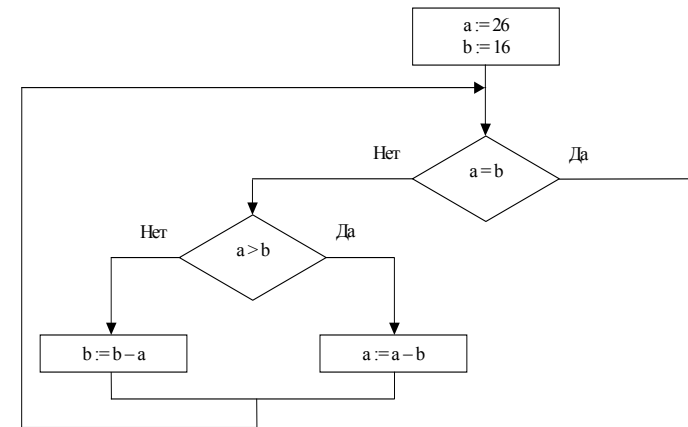 a := 26
b := 16
Нет
Да
a = b
Нет
Да
a > b
b := b – a
a := a – b